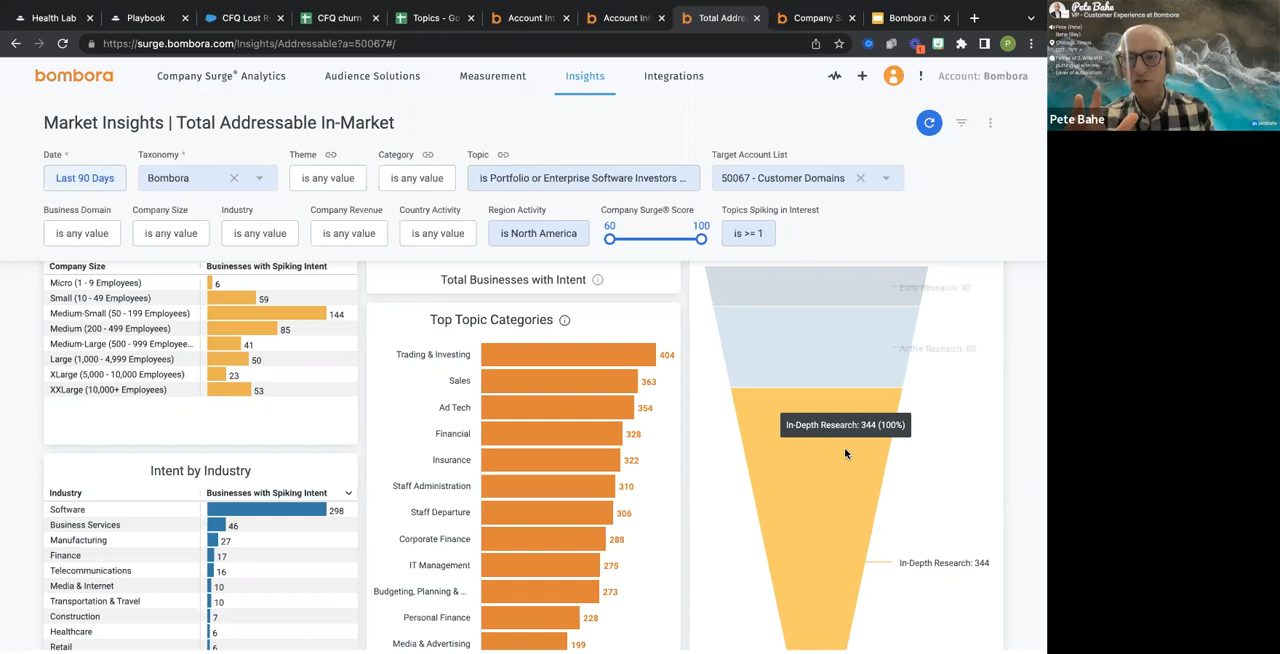 Health Lab
Playbook
CFQ Lost R
CFQ churn
Topics - Go
Account In
Account In
Total Addre
Company S
Bombora C
https://surge.bombora.com/Insights/Addressable?a=50067#/
P
bombora
Company Surge® Analytics
Audience Solutions
Measurement
Insights
Integrations
Account: Bombora
Market Insights | Total Addressable In-Market
Date *
Taxonomy *
Theme
Category
Topic
Target Account List
Last 90 Days
Bombora
is any value
is any value
is Portfolio or Enterprise Software Investors ...
50067 - Customer Domains
Business Domain
Company Size
Industry
Company Revenue
Country Activity
Region Activity
Company Surge® Score
Topics Spiking in Interest
is any value
is any value
is any value
is any value
is any value
is North America
60
100
is >= 1
Company Size
Businesses with Spiking Intent
Micro (1 - 9 Employees)
6
Small (10 - 49 Employees)
59
Medium-Small (50 - 199 Employees)
144
Medium (200 - 499 Employees)
85
Medium-Large (500 - 999 Employee...
41
Large (1,000 - 4,999 Employees)
50
XLarge (5,000 - 10,000 Employees)
23
XXLarge (10,000+ Employees)
53
Intent by Industry
Industry
Businesses with Spiking Intent
Software
298
Business Services
46
Manufacturing
27
Finance
17
Telecommunications
16
Media & Internet
10
Transportation & Travel
10
Construction
7
Healthcare
6
Retail
6
Total Businesses with Intent
Top Topic Categories
Trading & Investing
404
Sales
363
Ad Tech
354
Financial
328
Insurance
322
Staff Administration
310
Staff Departure
306
Corporate Finance
288
IT Management
275
Budgeting, Planning & ...
273
Personal Finance
228
Media & Advertising
199
Early Research: 40
Active Research: 80
In-Depth Research: 344 (100%)
In-Depth Research: 344
Pete Bahe
VP - Customer Experience at Bombora
Pete Bahe